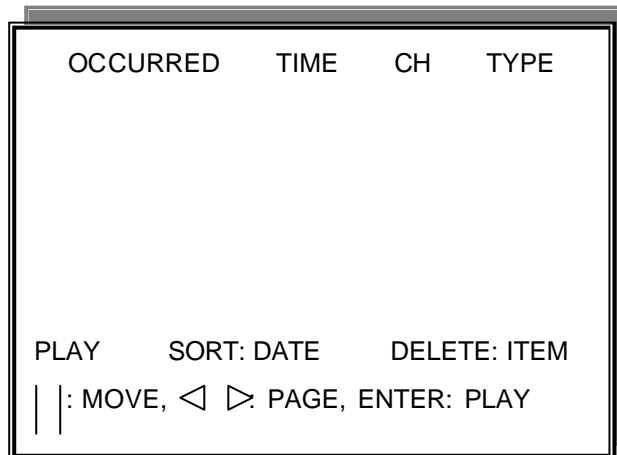 OCCURRED TIME CH TYPE
PLAY SORT: DATE DELETE: ITEM
: MOVE, ◁ ▷: PAGE, ENTER: PLAY